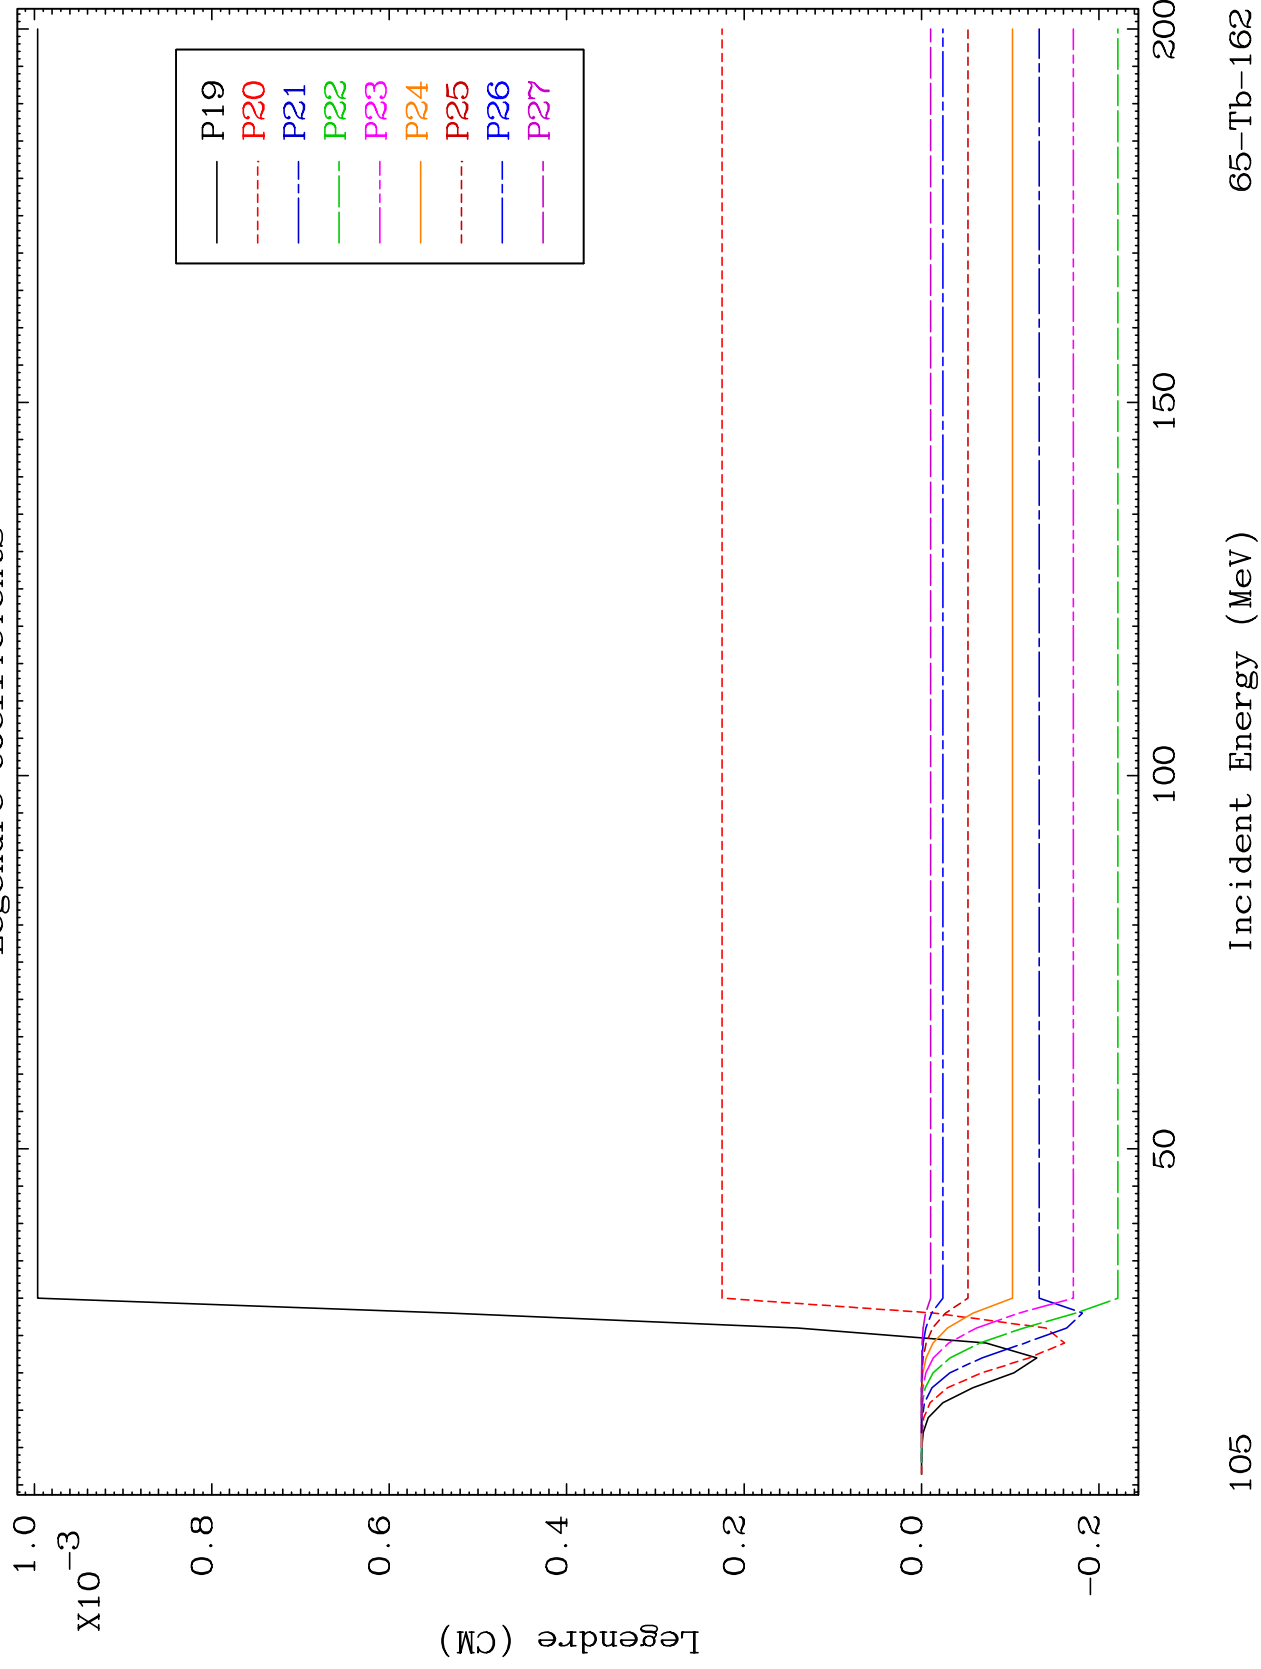 Legendre Coefficients
1.0
X10-3
0.8
0.6
0.4
0.2
0.0
-0.2
Legendre (CM)
P19
P20
P21
P22
P23
P24
P25
P26
P27
50
100
150
200
Incident Energy (MeV)
105
65-Tb-162